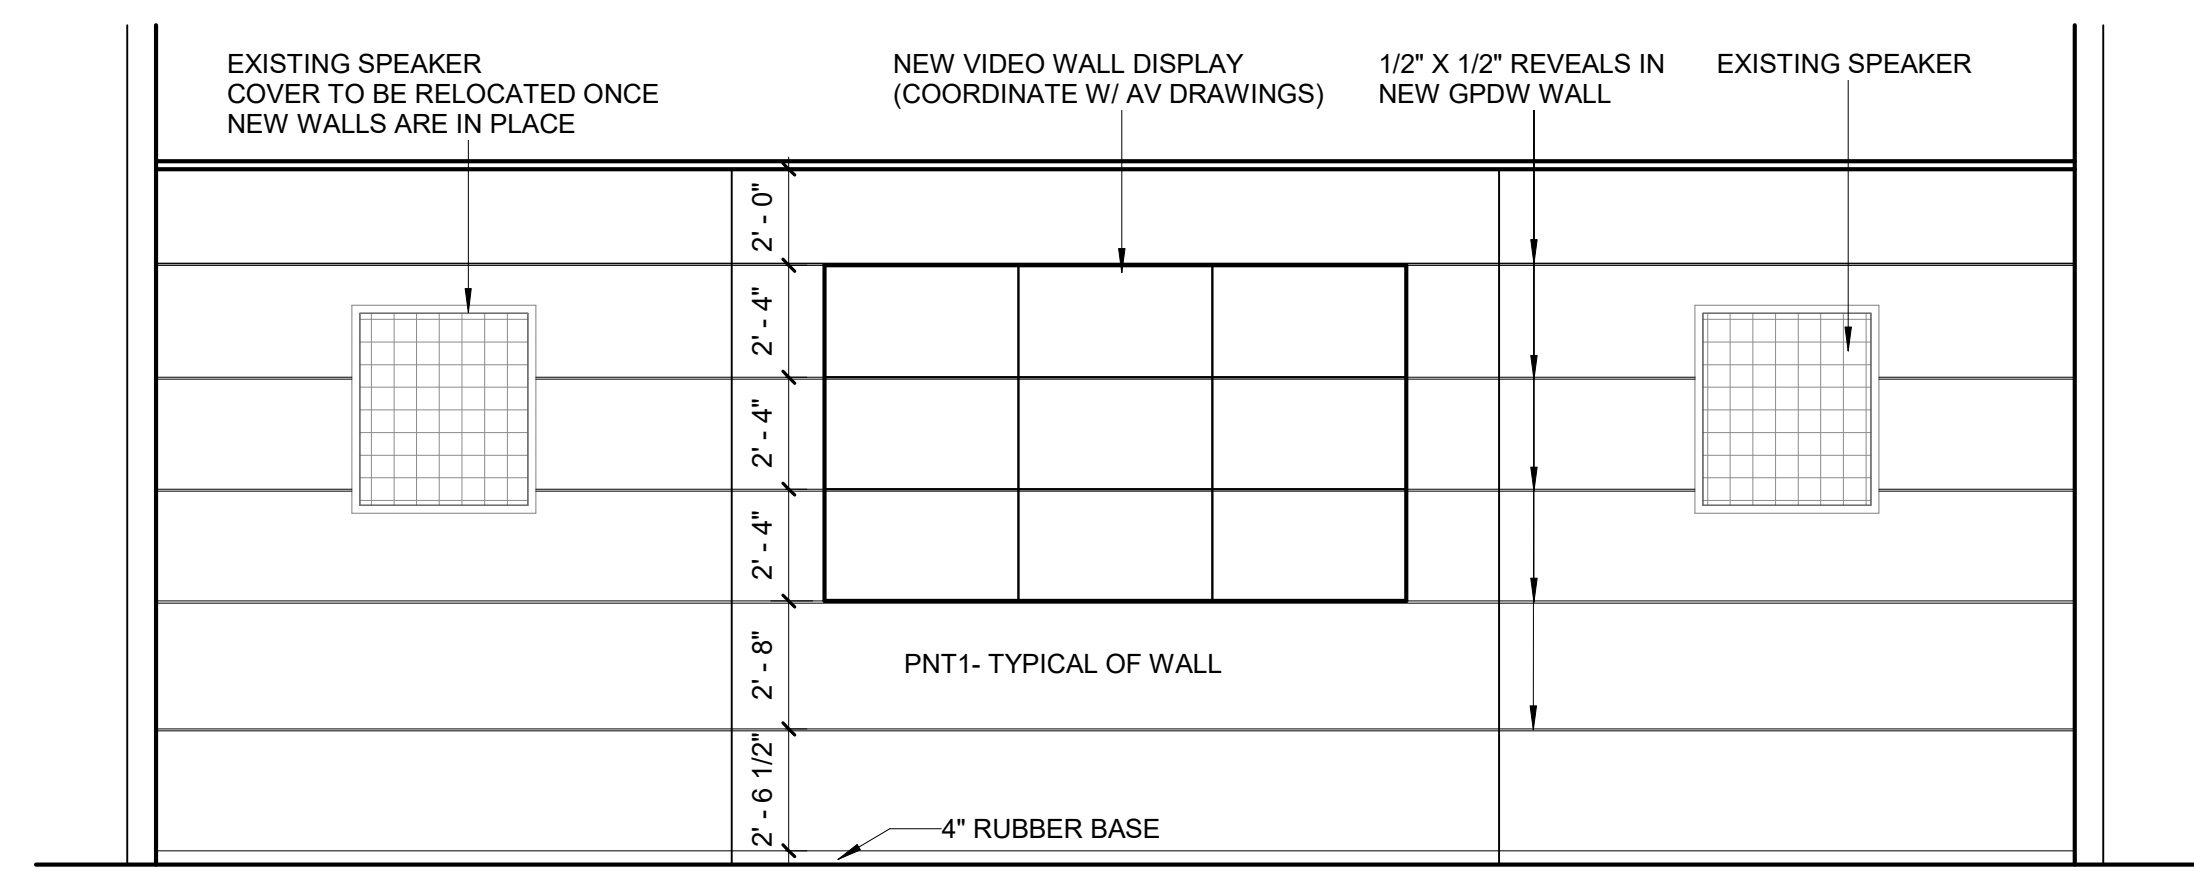 EXISTING SPEAKER
COVER TO BE RELOCATED ONCE
NEW WALLS ARE IN PLACE
NEW VIDEO WALL DISPLAY
(COORDINATE W/ AV DRAWINGS)
1/2" X 1/2" REVEALS IN
NEW GPDW WALL
EXISTING SPEAKER
2' - 0"
2' - 4"
2' - 4"
2' - 4"
2' - 8"
PNT1- TYPICAL OF WALL
2' - 6 1/2"
4" RUBBER BASE